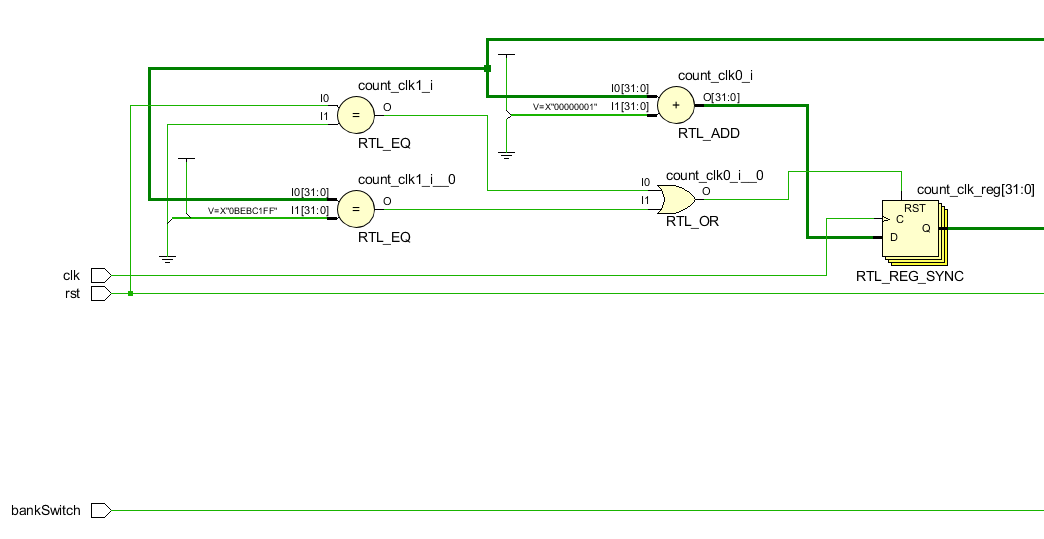 count_clk1_i
I0
I1
=
O
RTL_EQ
count_clk0_i
I0[31:0]
V=X"00000001"
I1[31:0]
+
O[31:0]
RTL_ADD
count_clk1_i__0
I0[31:0]
V=X"0BEBC1FF"
I1[31:0]
=
O
RTL_EQ
count_clk0_i__0
I0
I1
O
RTL_OR
count_clk_reg[31:0]
RST
C
Q
D
RTL_REG_SYNC
clk
rst
bankSwitch